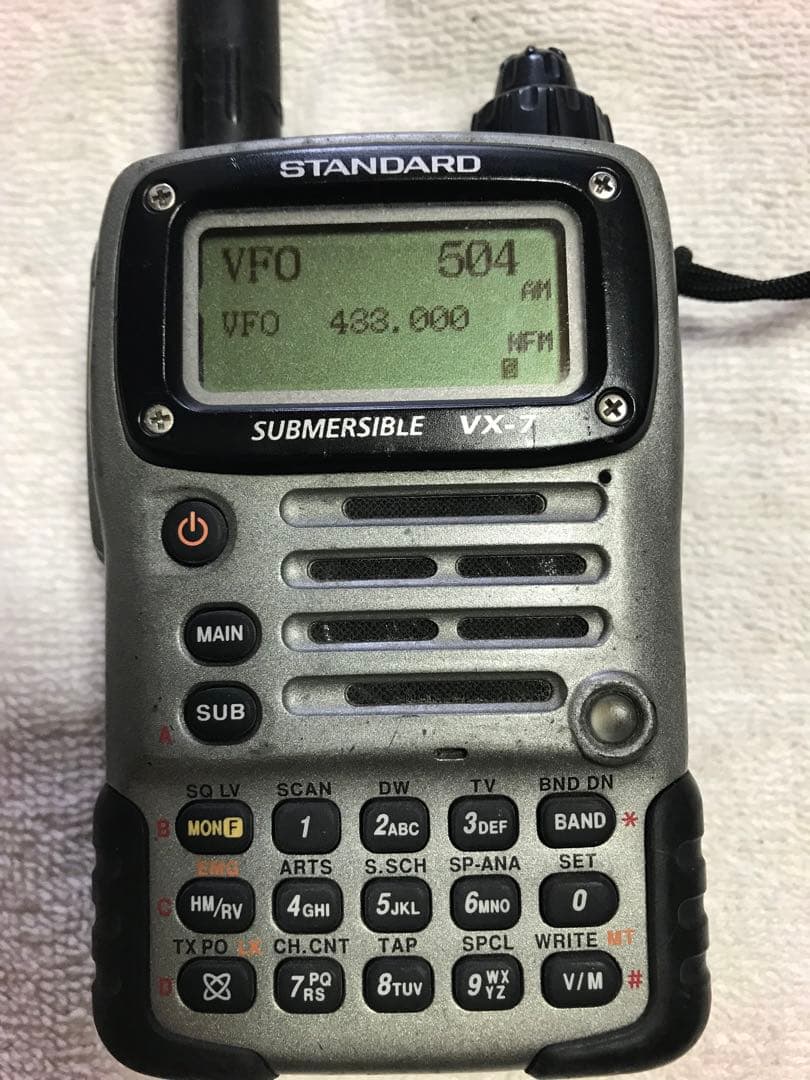 STANDARD
VFO 504
AM
VFO 433.000
NFM
SUBMERSIBLE VX-7
MAIN
SUB
A
SQ LV SCAN DW TV BND DN
B MON F 1 2ABC 3DEF BAND *
EMG ARTS S.SCH SP-ANA SET
C HM/RV 4GHI 5JKL 6MNO 0
TX PO LK CH.CNT TAP SPCL WRITE MT
D 7PQRS 8TUV 9WXYZ V/M #